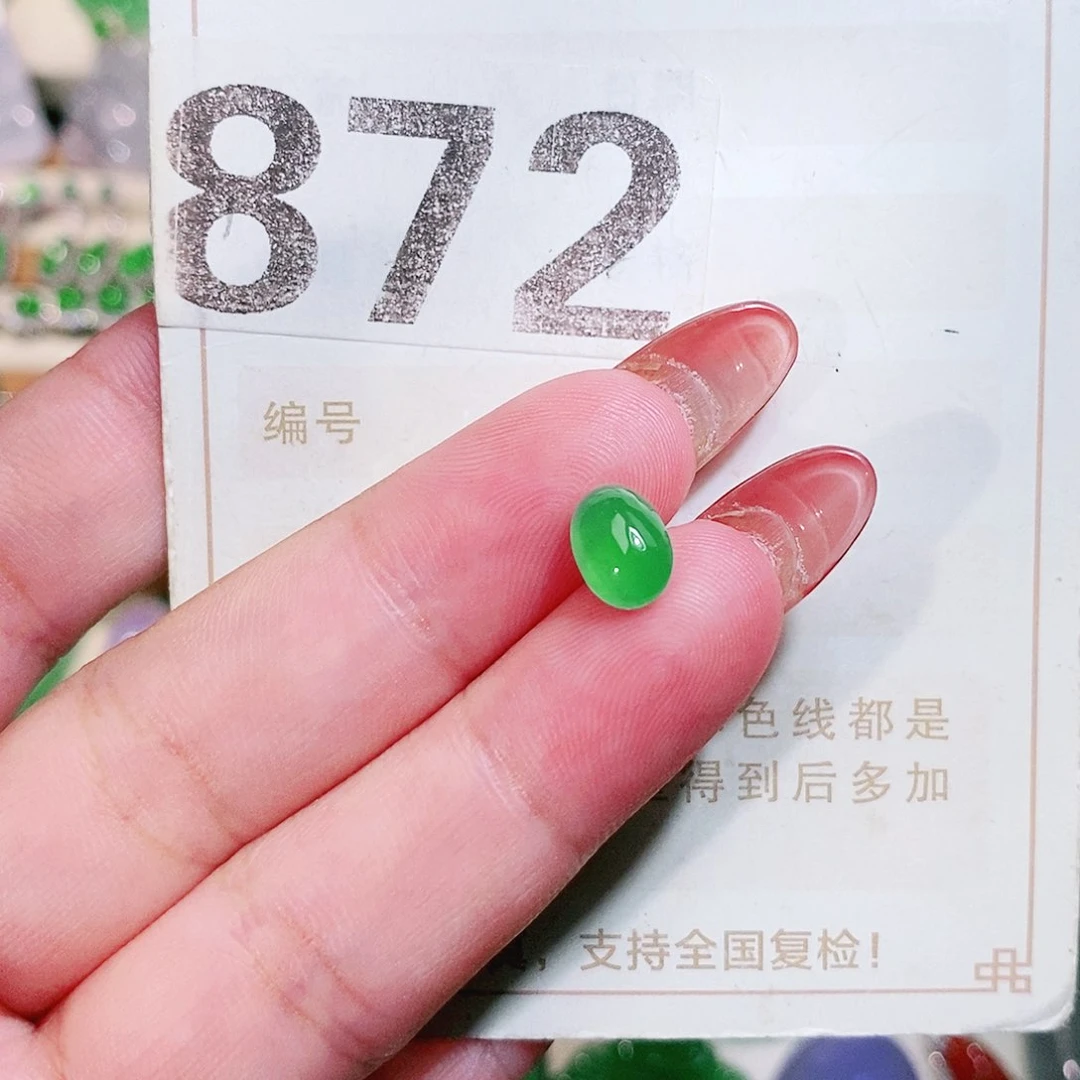 872
编号
色线都是
得到后多加
，支持全国复检！